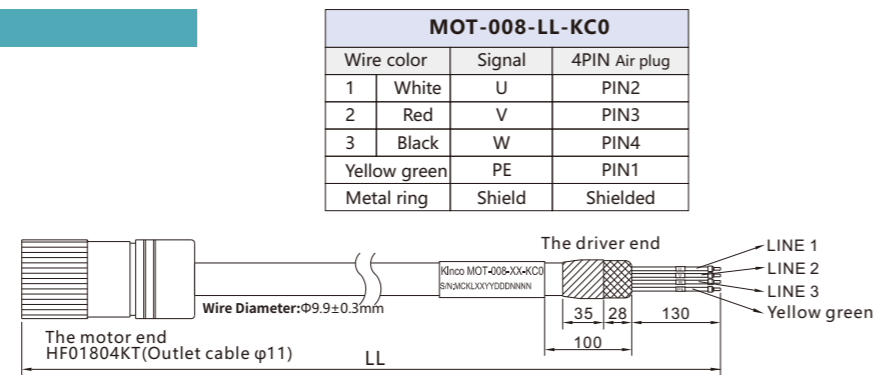 MOT-008-LL-KC0
Wire color Signal 4PIN Air plug
1 White U PIN2
2 Red V PIN3
3 Black W PIN4
Yellow green PE PIN1
Metal ring Shield Shielded
The driver end
LINE 1
LINE 2
LINE 3
Yellow green
KInco MOT-008-XX-KC0
S/N;MCKLXXYYDDDNNNN
Wire Diameter:Φ9.9±0.3mm
35 28 130
100
The motor end
HF01804KT(Outlet cable φ11)
LL